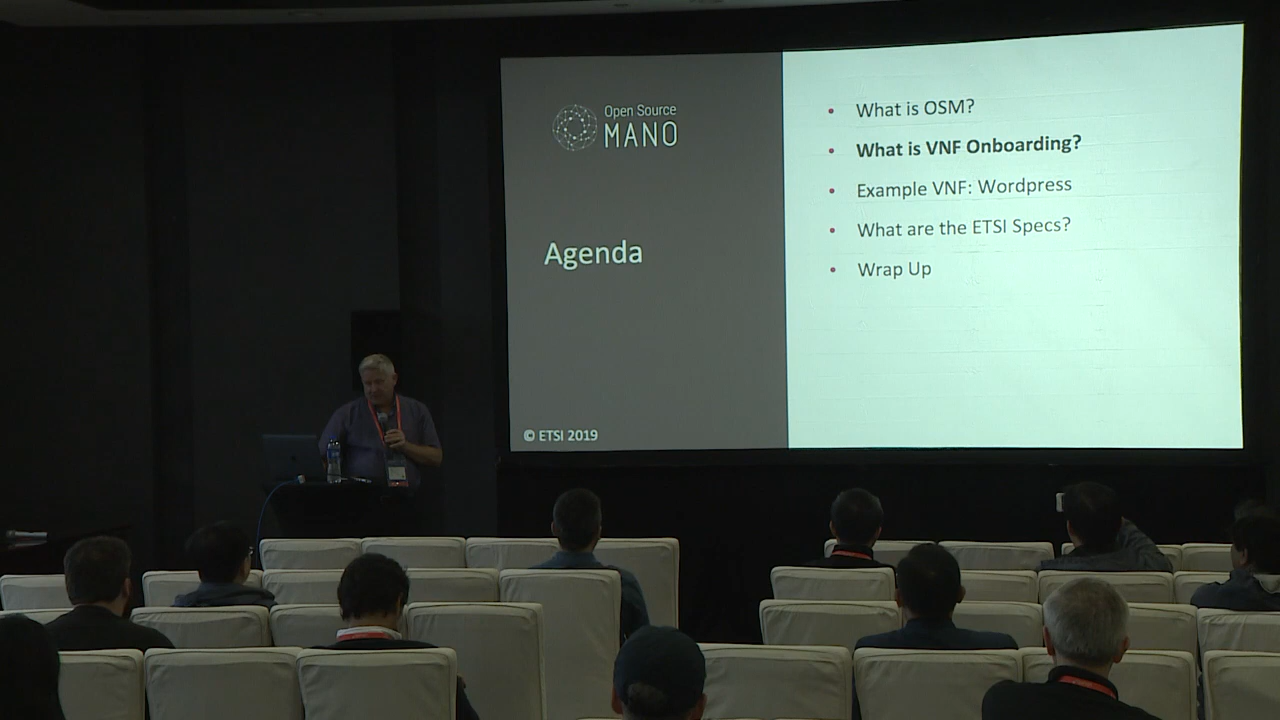 Open Source
MANO
Agenda
© ETSI 2019
• What is OSM?
• What is VNF Onboarding?
• Example VNF: Wordpress
• What are the ETSI Specs?
• Wrap Up